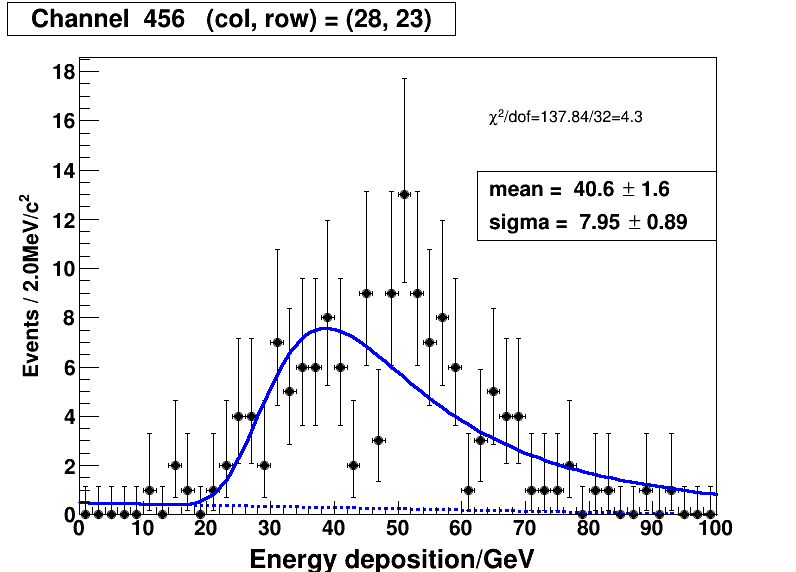 Channel 456 (col, row) = (28, 23)
18
16
14
12
10
8
6
4
2
0
Events / 2.0MeV/c²
χ²/dof=137.84/32=4.3
mean = 40.6 ± 1.6
sigma = 7.95 ± 0.89
0 10 20 30 40 50 60 70 80 90 100
Energy deposition/GeV